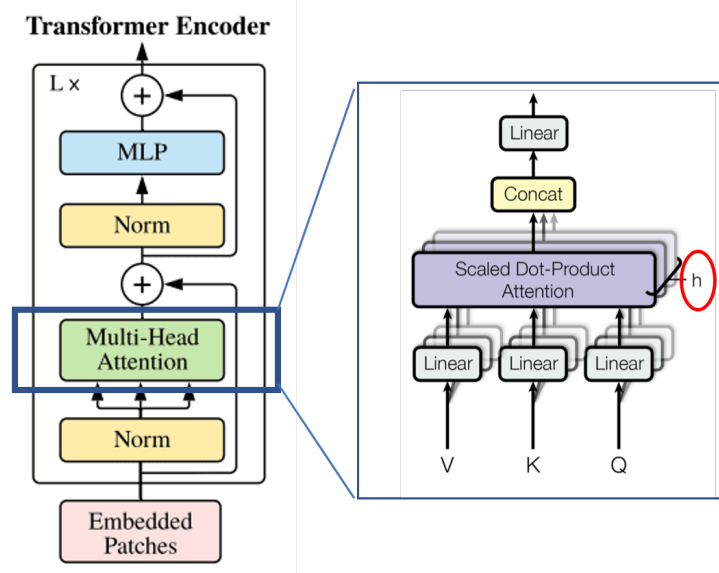 Transformer Encoder
L ×
+
MLP
Norm
+
Multi-Head
Attention
Norm
Embedded
Patches
Linear
Concat
Scaled Dot-Product
Attention
h
Linear
Linear
Linear
V
K
Q